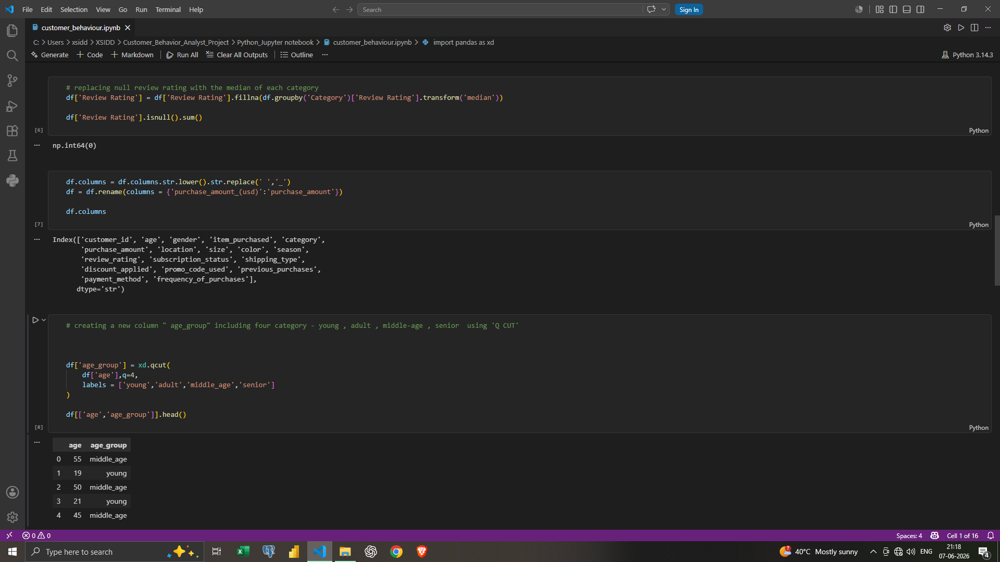 File Edit Selection View Go Run Terminal Help
Search
Sign In
customer_behaviour.ipynb
C: > Users > xsidd > XSIDD > Customer_Behavior_Analyst_Project > Python_Jupyter notebook > customer_behaviour.ipynb > import pandas as xd
Generate + Code + Markdown Run All Clear All Outputs Outline ...
Python 3.14.3
# replacing null review rating with the median of each category
df['Review Rating'] = df['Review Rating'].fillna(df.groupby('Category')['Review Rating'].transform('median'))
df['Review Rating'].isnull().sum()
[6]
Python
np.int64(0)
df.columns = df.columns.str.lower().str.replace(' ','_')
df = df.rename(columns = {'purchase_amount_(usd)':'purchase_amount'})
df.columns
[7]
Python
Index(['customer_id', 'age', 'gender', 'item_purchased', 'category',
'purchase_amount', 'location', 'size', 'color', 'season',
'review_rating', 'subscription_status', 'shipping_type',
'discount_applied', 'promo_code_used', 'previous_purchases',
'payment_method', 'frequency_of_purchases'],
dtype='str')
# creating a new column " age_group" including four category - young , adult , middle-age , senior  using 'Q CUT'
df['age_group'] = xd.qcut(
df['age'],q=4,
labels = ['young','adult','middle_age','senior']
)
df[['age','age_group']].head()
[8]
Python
age age_group
0 55 middle_age
1 19 young
2 50 middle_age
3 21 young
4 45 middle_age
0 0
Spaces: 4
Cell 1 of 16
Type here to search
7
40°C Mostly sunny
ENG
21:18
07-06-2026
4